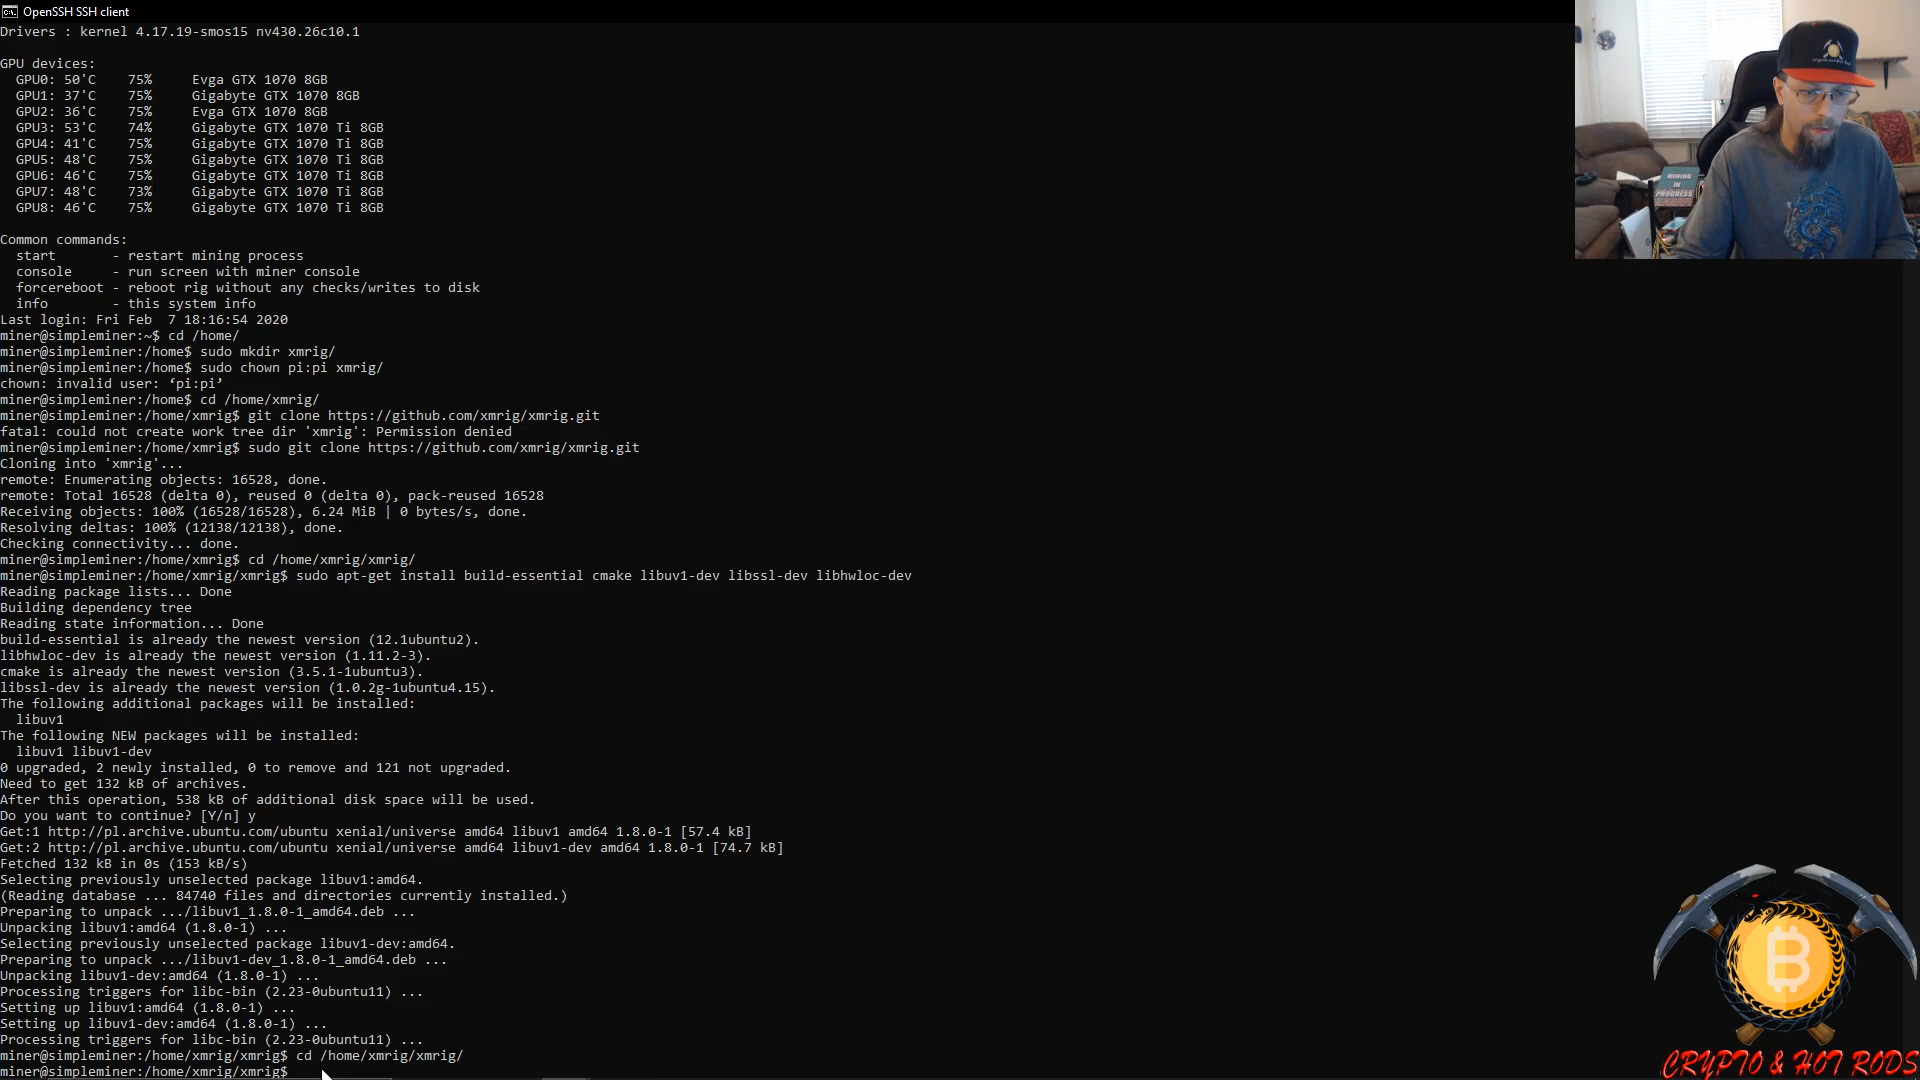 OpenSSH SSH client
Drivers : kernel 4.17.19-smos15 nv430.26c10.1
GPU devices:
GPU0: 50'C 75% Evga GTX 1070 8GB
GPU1: 37'C 75% Gigabyte GTX 1070 8GB
GPU2: 36'C 75% Evga GTX 1070 8GB
GPU3: 53'C 74% Gigabyte GTX 1070 Ti 8GB
GPU4: 41'C 75% Gigabyte GTX 1070 Ti 8GB
GPU5: 48'C 75% Gigabyte GTX 1070 Ti 8GB
GPU6: 46'C 75% Gigabyte GTX 1070 Ti 8GB
GPU7: 48'C 73% Gigabyte GTX 1070 Ti 8GB
GPU8: 46'C 75% Gigabyte GTX 1070 Ti 8GB
Common commands:
start - restart mining process
console - run screen with miner console
forcereboot - reboot rig without any checks/writes to disk
info - this system info
Last login: Fri Feb 7 18:16:54 2020
miner@simpleminer:~$ cd /home/
miner@simpleminer:/home$ sudo mkdir xmrig/
miner@simpleminer:/home$ sudo chown pi:pi xmrig/
chown: invalid user: ‘pi:pi’
miner@simpleminer:/home$ cd /home/xmrig/
miner@simpleminer:/home/xmrig$ git clone https://github.com/xmrig/xmrig.git
fatal: could not create work tree dir 'xmrig': Permission denied
miner@simpleminer:/home/xmrig$ sudo git clone https://github.com/xmrig/xmrig.git
Cloning into 'xmrig'...
remote: Enumerating objects: 16528, done.
remote: Total 16528 (delta 0), reused 0 (delta 0), pack-reused 16528
Receiving objects: 100% (16528/16528), 6.24 MiB | 0 bytes/s, done.
Resolving deltas: 100% (12138/12138), done.
Checking connectivity... done.
miner@simpleminer:/home/xmrig$ cd /home/xmrig/xmrig/
miner@simpleminer:/home/xmrig/xmrig$ sudo apt-get install build-essential cmake libuv1-dev libssl-dev libhwloc-dev
Reading package lists... Done
Building dependency tree
Reading state information... Done
build-essential is already the newest version (12.1ubuntu2).
libhwloc-dev is already the newest version (1.11.2-3).
cmake is already the newest version (3.5.1-1ubuntu3).
libssl-dev is already the newest version (1.0.2g-1ubuntu4.15).
The following additional packages will be installed:
libuv1
The following NEW packages will be installed:
libuv1 libuv1-dev
0 upgraded, 2 newly installed, 0 to remove and 121 not upgraded.
Need to get 132 kB of archives.
After this operation, 538 kB of additional disk space will be used.
Do you want to continue? [Y/n] y
Get:1 http://pl.archive.ubuntu.com/ubuntu xenial/universe amd64 libuv1 amd64 1.8.0-1 [57.4 kB]
Get:2 http://pl.archive.ubuntu.com/ubuntu xenial/universe amd64 libuv1-dev amd64 1.8.0-1 [74.7 kB]
Fetched 132 kB in 0s (153 kB/s)
Selecting previously unselected package libuv1:amd64.
(Reading database ... 84740 files and directories currently installed.)
Preparing to unpack .../libuv1_1.8.0-1_amd64.deb ...
Unpacking libuv1:amd64 (1.8.0-1) ...
Selecting previously unselected package libuv1-dev:amd64.
Preparing to unpack .../libuv1-dev_1.8.0-1_amd64.deb ...
Unpacking libuv1-dev:amd64 (1.8.0-1) ...
Processing triggers for libc-bin (2.23-0ubuntu11) ...
Setting up libuv1:amd64 (1.8.0-1) ...
Setting up libuv1-dev:amd64 (1.8.0-1) ...
Processing triggers for libc-bin (2.23-0ubuntu11) ...
miner@simpleminer:/home/xmrig/xmrig$ cd /home/xmrig/xmrig/
miner@simpleminer:/home/xmrig/xmrig$
MINING
IN
PROGRESS
CRYPTO & HOT RODS